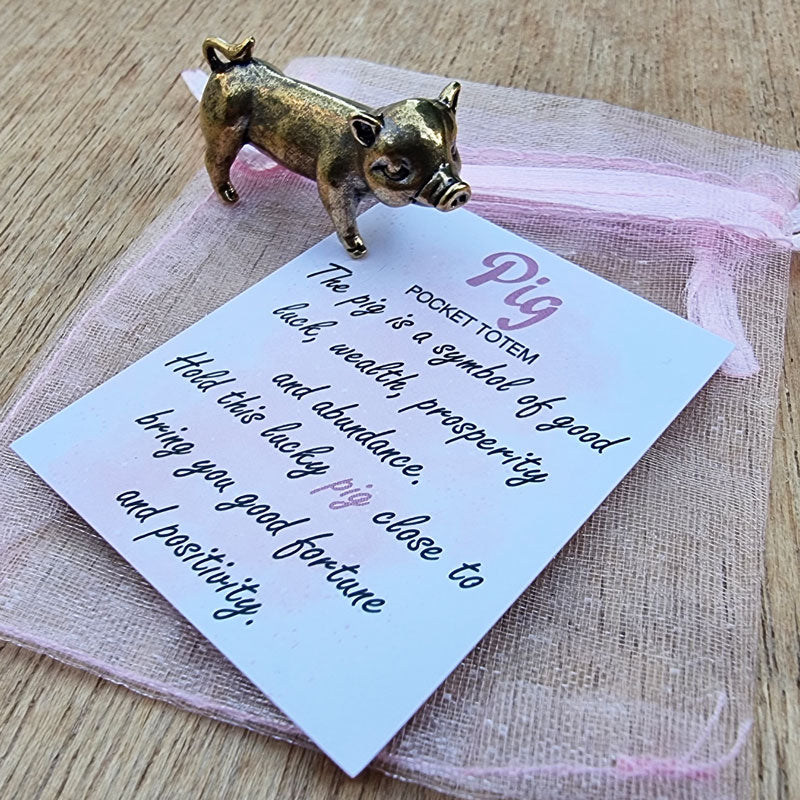 Pig
POCKET TOTEM
The pig is a symbol of good
luck, wealth, prosperity
and abundance.
Hold this lucky pig close to
bring you good fortune
and positivity.